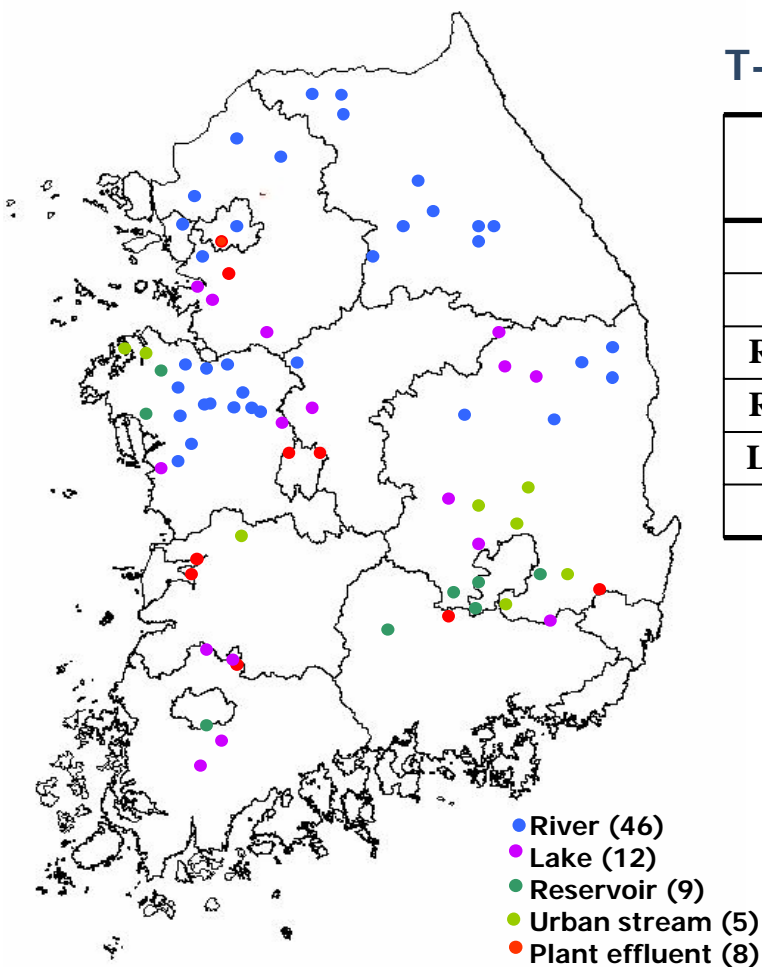 T-
R
R
L
River (46)
Lake (12)
Reservoir (9)
Urban stream (5)
Plant effluent (8)